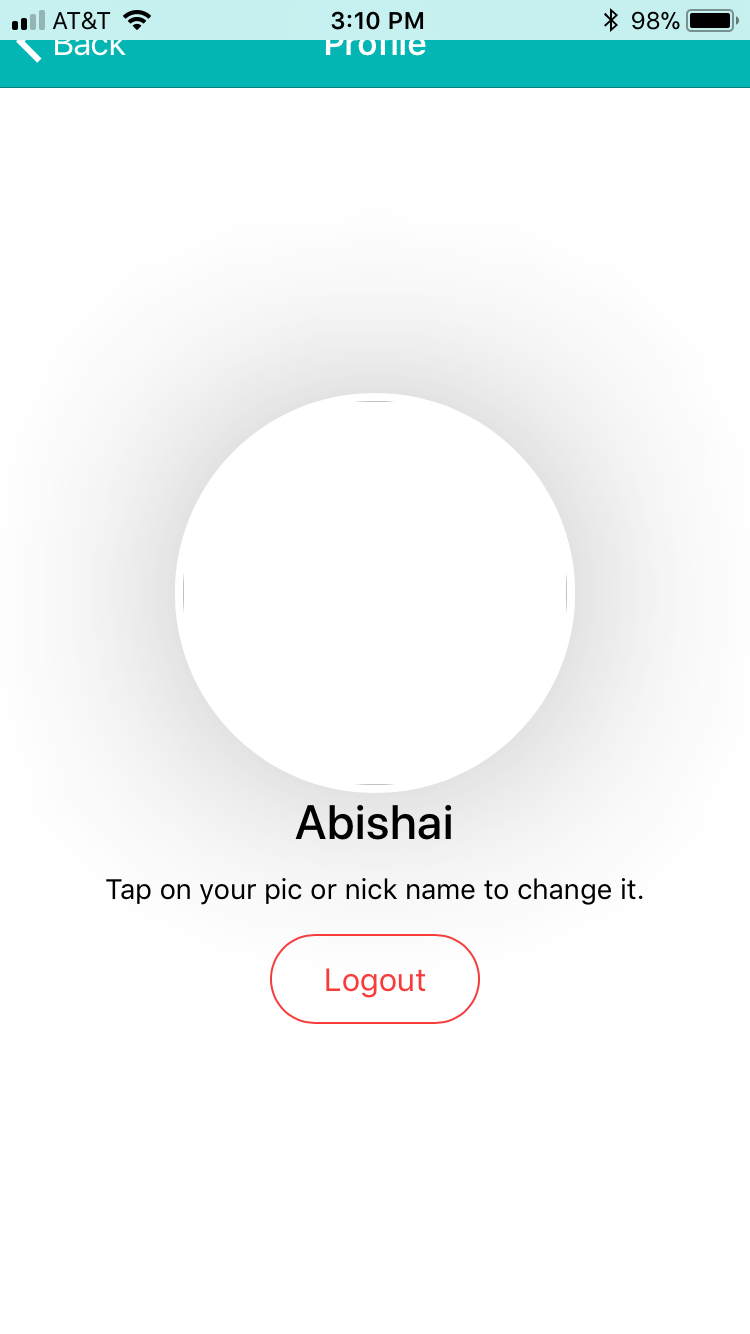 AT&T 3:10 PM 98%
Back Profile
Abishai
Tap on your pic or nick name to change it.
Logout